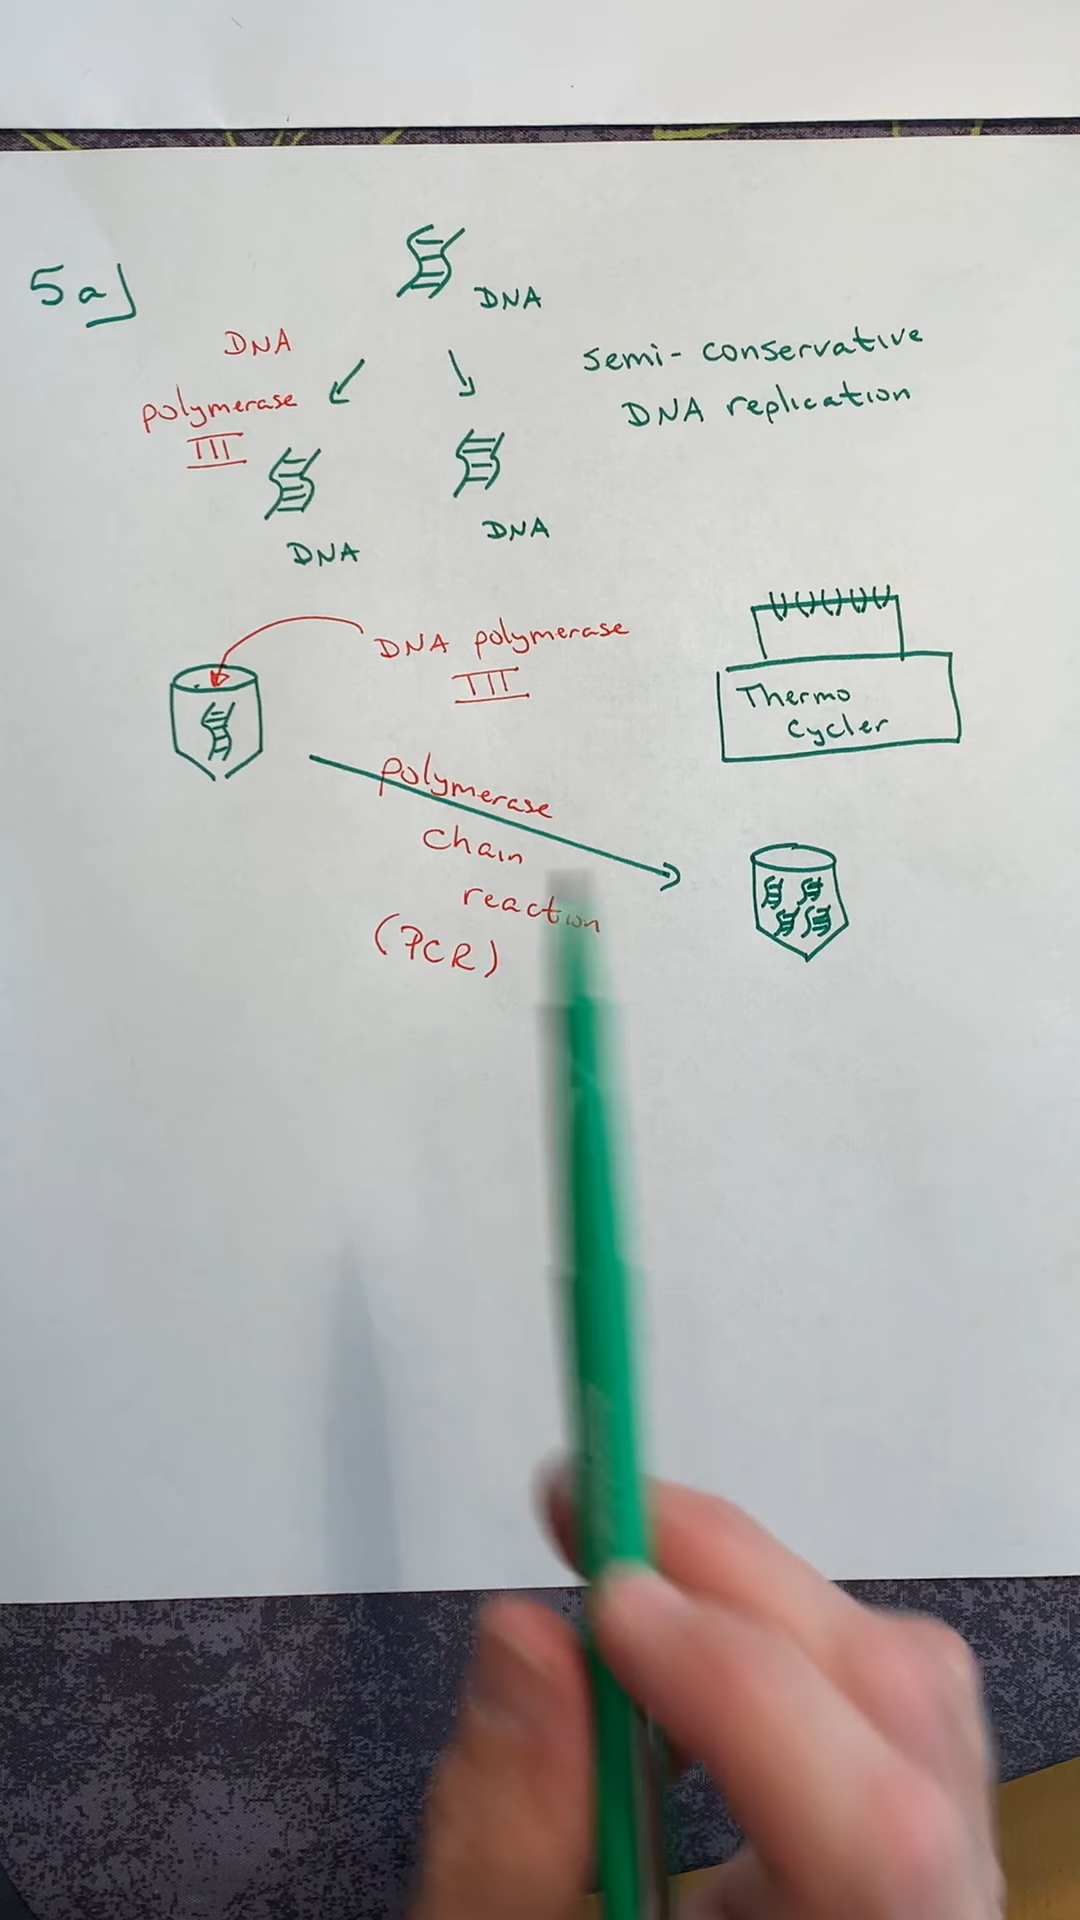 5a)
DNA
DNA
polymerase
III
semi-conservative
DNA replication
DNA
DNA
DNA polymerase
III
Thermo
Cycler
polymerase
chain
reaction
(PCR)